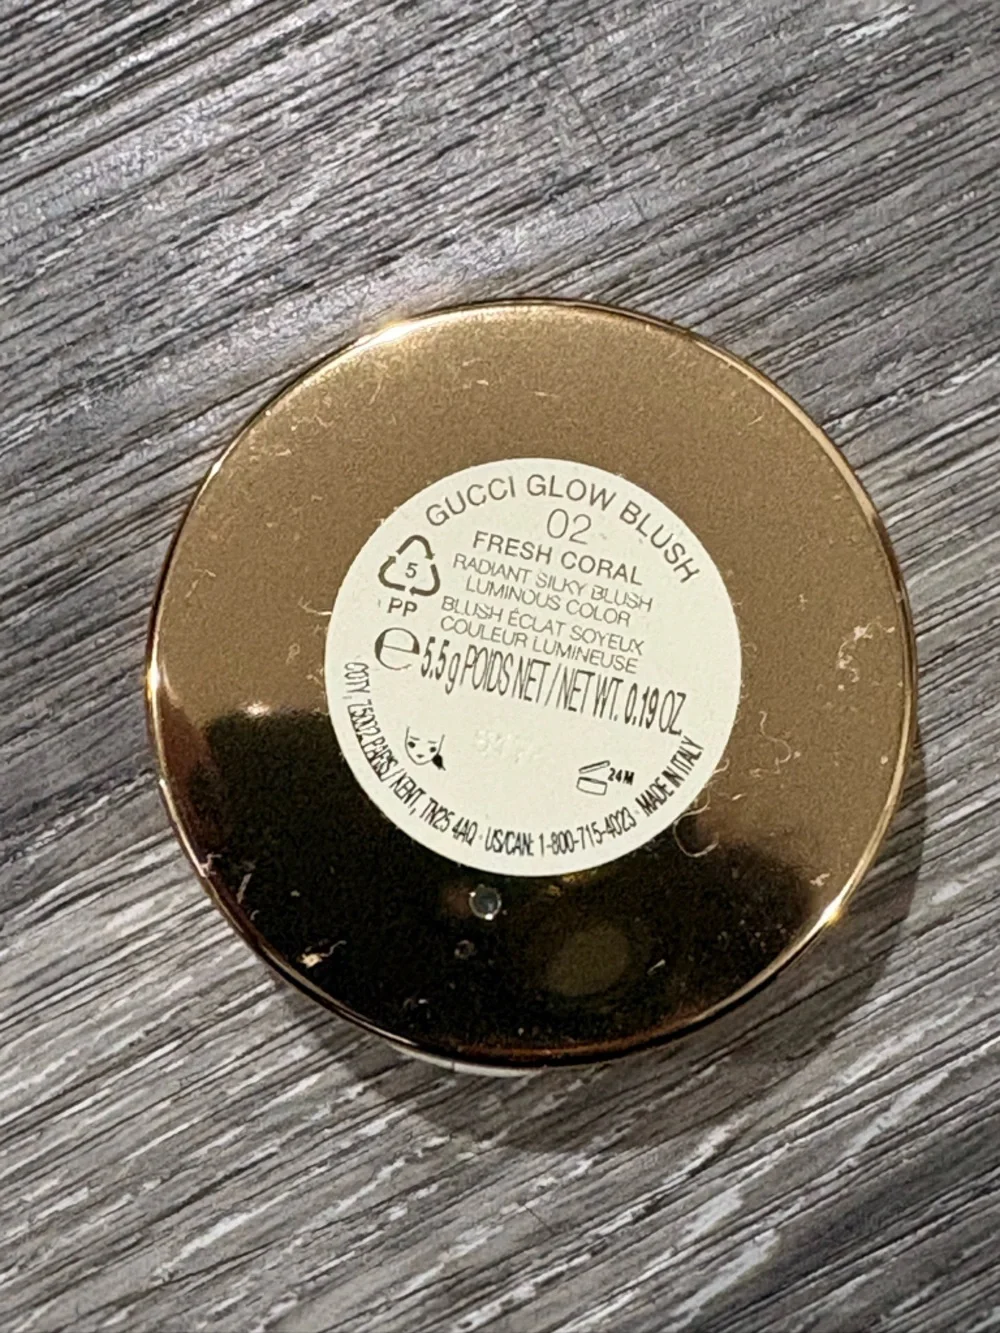 GUCCI GLOW BLUSH
02
FRESH CORAL
RADIANT SILKY BLUSH
LUMINOUS COLOR
BLUSH ÉCLAT SOYEUX
COULEUR LUMINEUSE
5
PP
e 5.5 g POIDS NET / NET WT. 0.19 OZ.
24M
COTY, 75002 PARIS / KENT, TN25 4AQ · US/CAN: 1-800-715-4023 · MADE IN ITALY